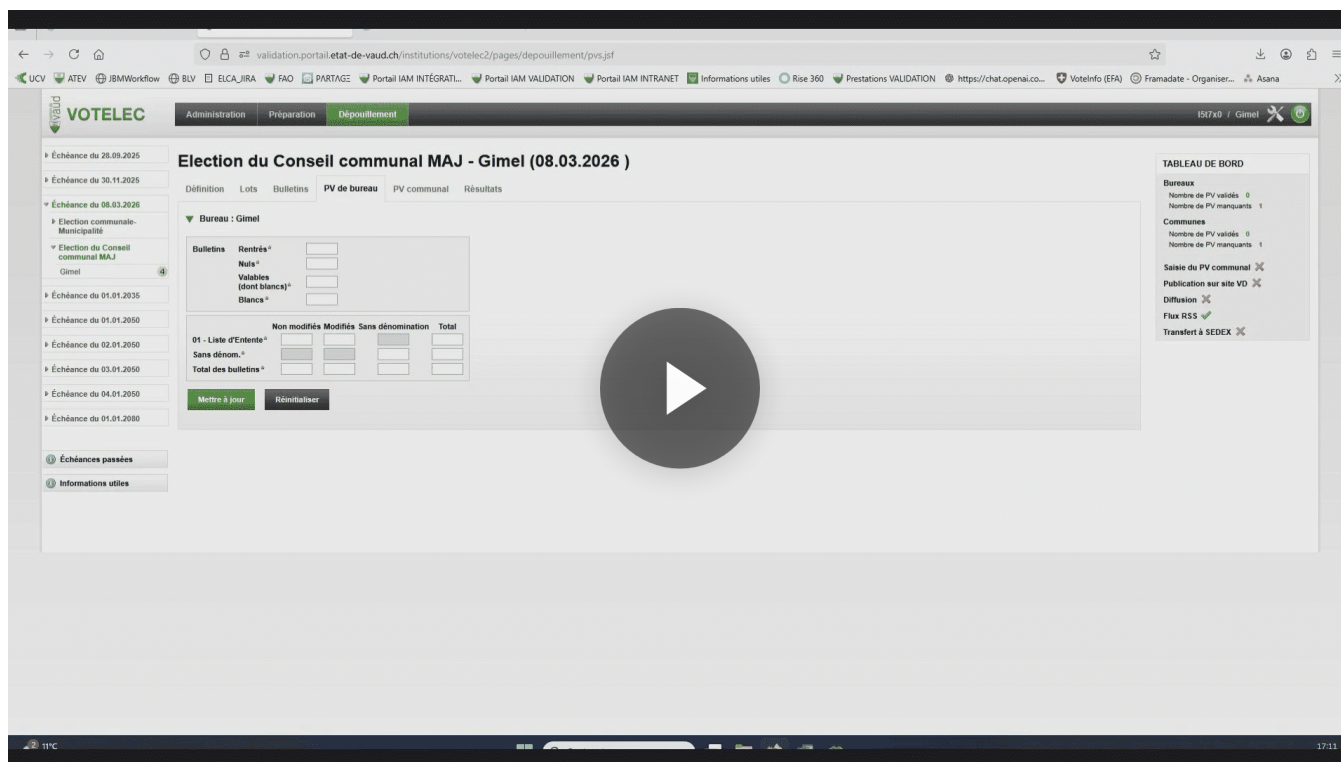 validation.portail.etat-de-vaud.ch/institutions/votelec2/pages/depouillement/pvs.jsf
UCV ATEV JBMWorkflow BLV ELCA_JIRA FAO PARTAGE Portail IAM INTÉGRATI... Portail IAM VALIDATION Portail IAM INTRANET Informations utiles Rise 360 Prestations VALIDATION https://chat.openai.co... VoteInfo (EFA) Framadate - Organiser... Asana
vaud VOTELEC Administration Préparation Dépouillement l5t7x0 / Gimel
Échéance du 28.09.2025
Échéance du 30.11.2025
Échéance du 08.03.2026
Election communale-
Municipalité
Election du Conseil
communal MAJ
Gimel 4
Échéance du 01.01.2035
Échéance du 01.01.2050
Échéance du 02.01.2050
Échéance du 03.01.2050
Échéance du 04.01.2050
Échéance du 01.01.2080
Échéances passées
Informations utiles
Election du Conseil communal MAJ - Gimel (08.03.2026 )
Définition Lots Bulletins PV de bureau PV communal Résultats
Bureau : Gimel
Bulletins Rentrés
Nuls
Valables
(dont blancs)
Blancs
Non modifiés Modifiés Sans dénomination Total
01 - Liste d'Entente
Sans dénom.
Total des bulletins
Mettre à jour Réinitialiser
TABLEAU DE BORD
Bureaux
Nombre de PV validés 0
Nombre de PV manquants 1
Communes
Nombre de PV validés 0
Nombre de PV manquants 1
Saisie du PV communal
Publication sur site VD
Diffusion
Flux RSS
Transfert à SEDEX
2 11°C 17:11